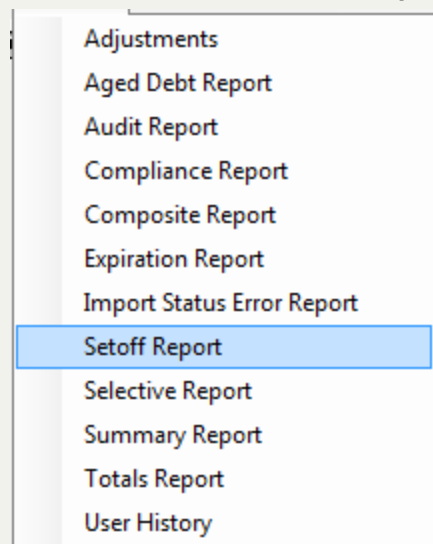 Adjustments
Aged Debt Report
Audit Report
Compliance Report
Composite Report
Expiration Report
Import Status Error Report
Setoff Report
Selective Report
Summary Report
Totals Report
User History